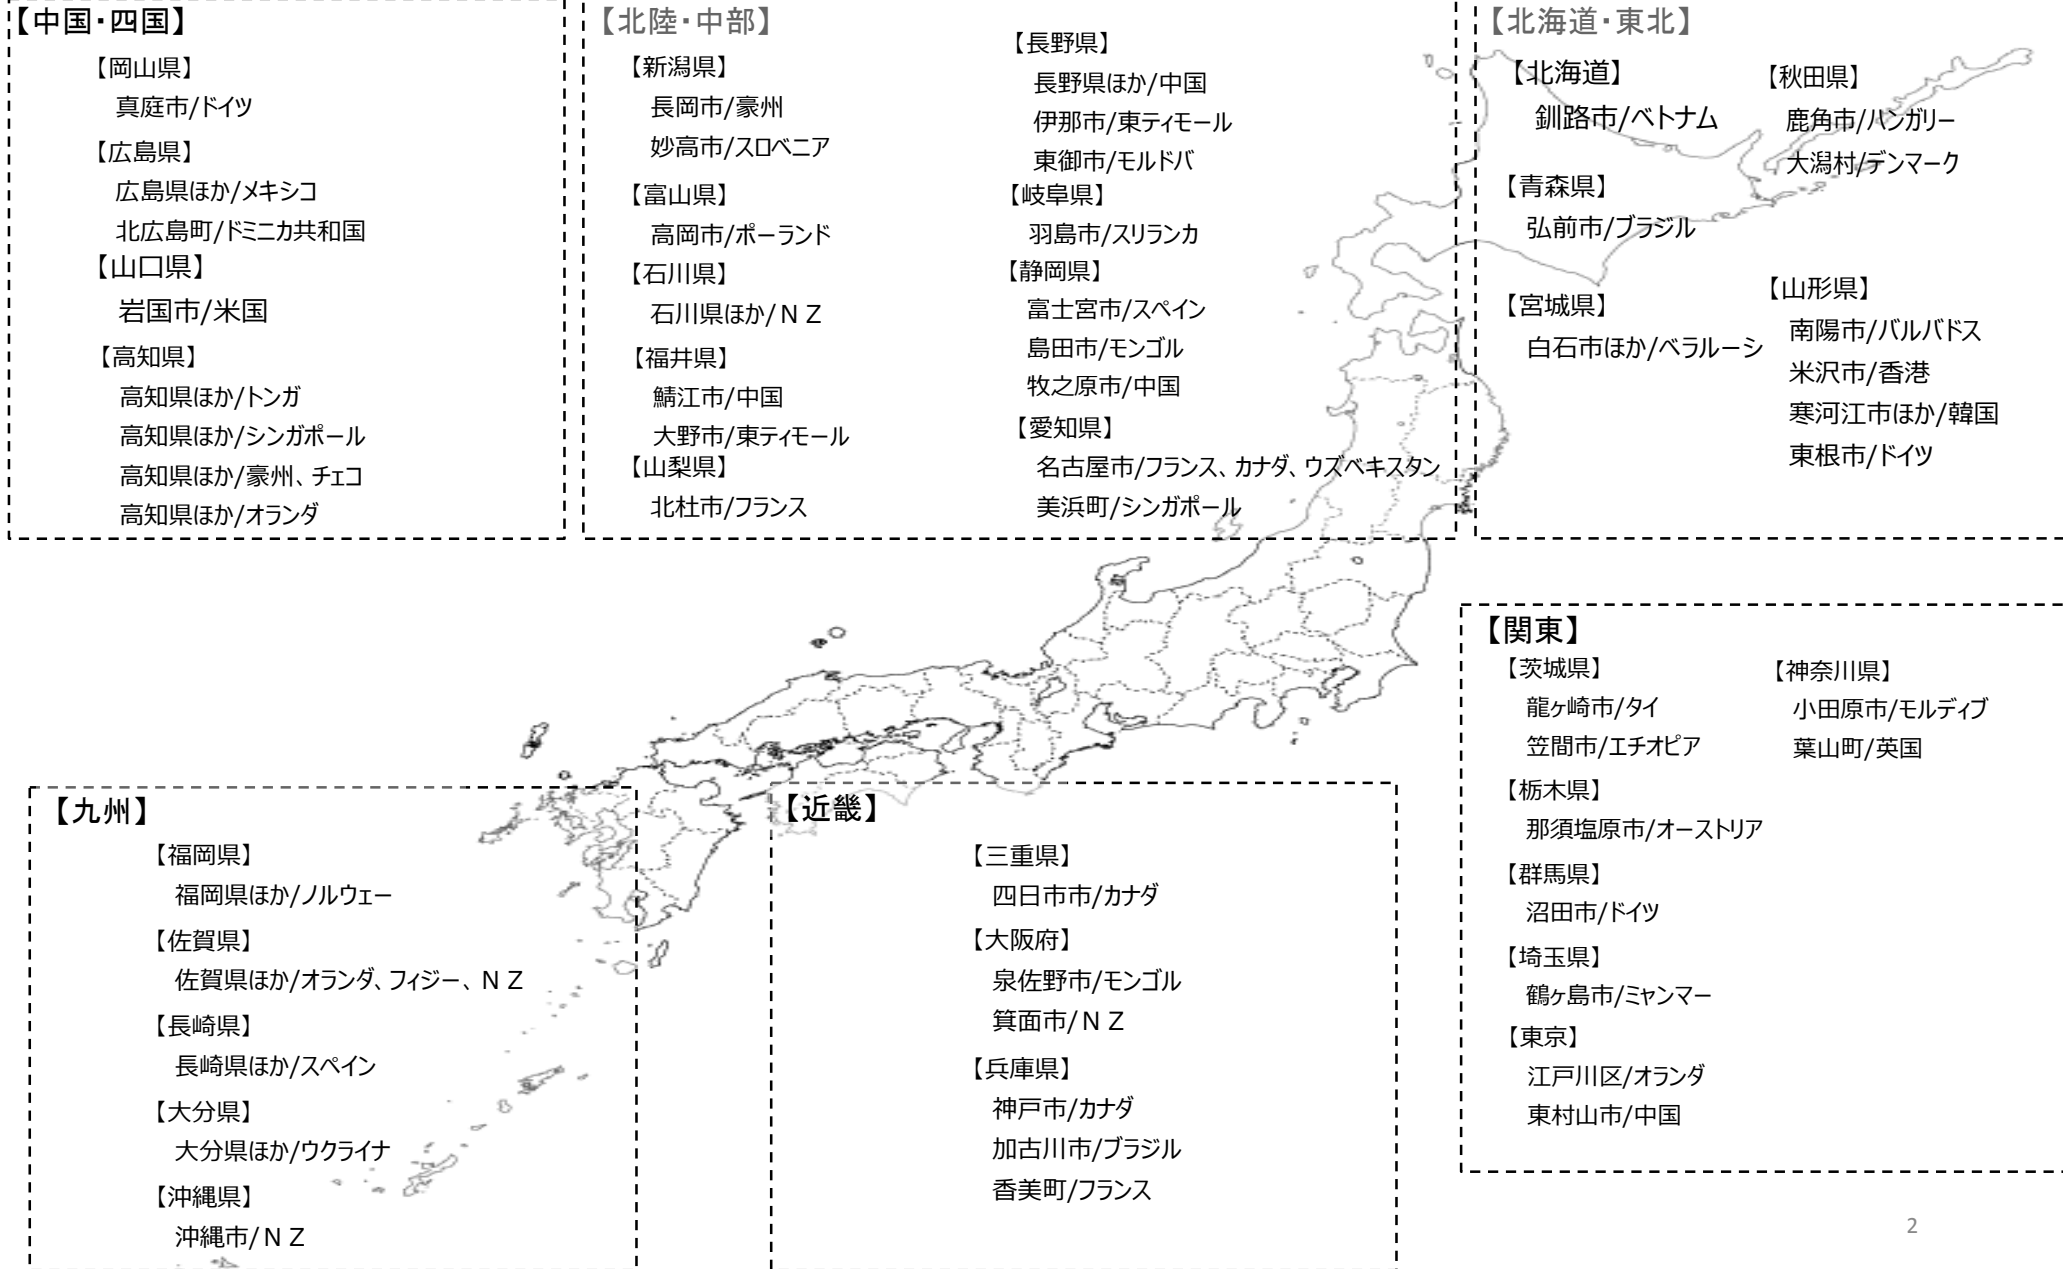 【中国・四国】
【岡山県】
真庭市/ドイツ
【広島県】
広島県ほか/メキシコ
北広島町/ドミニカ共和国
【山口県】
岩国市/米国
【高知県】
高知県ほか/トンガ
高知県ほか/シンガポール
高知県ほか/豪州、チェコ
高知県ほか/オランダ
【北陸・中部】
【新潟県】
長岡市/豪州
妙高市/スロベニア
【富山県】
高岡市/ポーランド
【石川県】
石川県ほか/ＮＺ
【福井県】
鯖江市/中国
大野市/東ティモール
【山梨県】
北杜市/フランス
【長野県】
長野県ほか/中国
伊那市/東ティモール
東御市/モルドバ
【岐阜県】
羽島市/スリランカ
【静岡県】
富士宮市/スペイン
島田市/モンゴル
牧之原市/中国
【愛知県】
名古屋市/フランス、カナダ、ウズベキスタン
美浜町/シンガポール
【北海道・東北】
【北海道】
釧路市/ベトナム
【青森県】
弘前市/ブラジル
【宮城県】
白石市ほか/ベラルーシ
【秋田県】
鹿角市/ハンガリー
大潟村/デンマーク
【山形県】
南陽市/バルバドス
米沢市/香港
寒河江市ほか/韓国
東根市/ドイツ
【九州】
【福岡県】
福岡県ほか/ノルウェー
【佐賀県】
佐賀県ほか/オランダ、フィジー、ＮＺ
【長崎県】
長崎県ほか/スペイン
【大分県】
大分県ほか/ウクライナ
【沖縄県】
沖縄市/ＮＺ
【近畿】
【三重県】
四日市市/カナダ
【大阪府】
泉佐野市/モンゴル
箕面市/ＮＺ
【兵庫県】
神戸市/カナダ
加古川市/ブラジル
香美町/フランス
【関東】
【茨城県】
龍ヶ崎市/タイ
笠間市/エチオピア
【栃木県】
那須塩原市/オーストリア
【群馬県】
沼田市/ドイツ
【埼玉県】
鶴ヶ島市/ミャンマー
【東京】
江戸川区/オランダ
東村山市/中国
【神奈川県】
小田原市/モルディブ
葉山町/英国
2